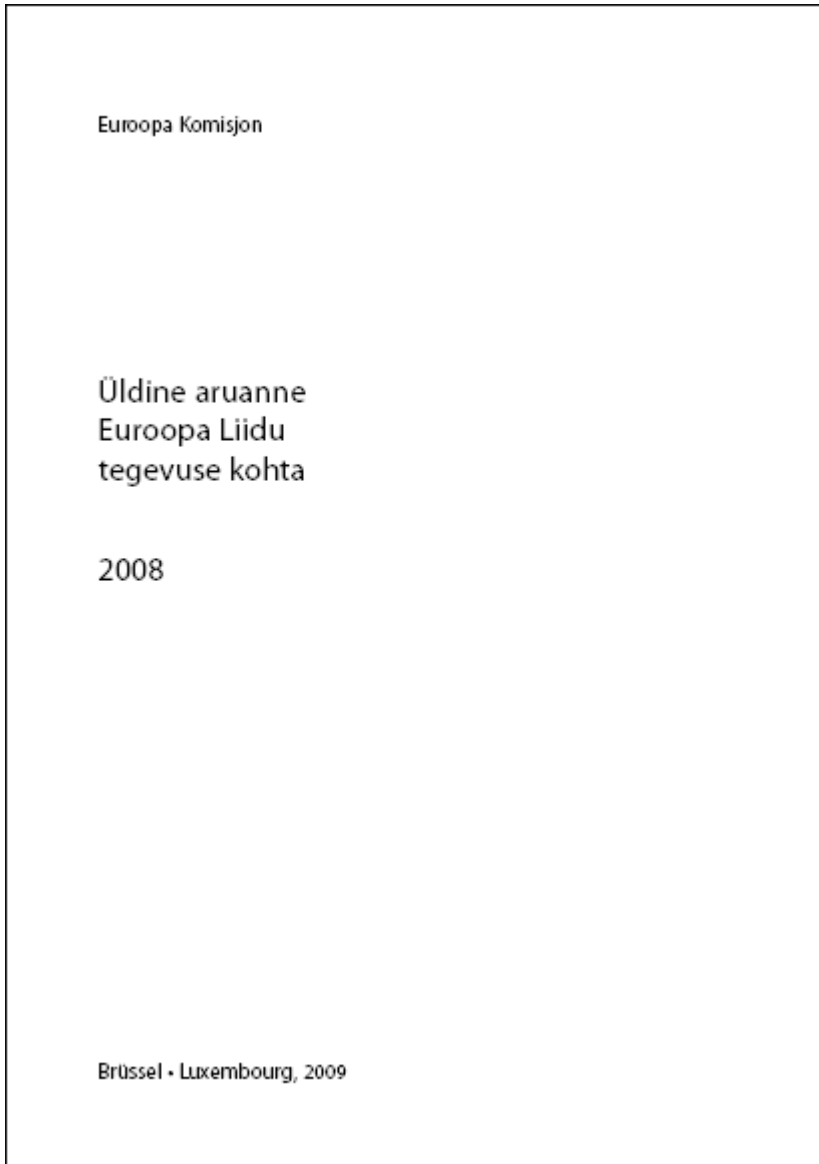 Euroopa Komisjon
Üldine aruanne
Euroopa Liidu
tegevuse kohta
2008
Brüssel • Luxembourg, 2009